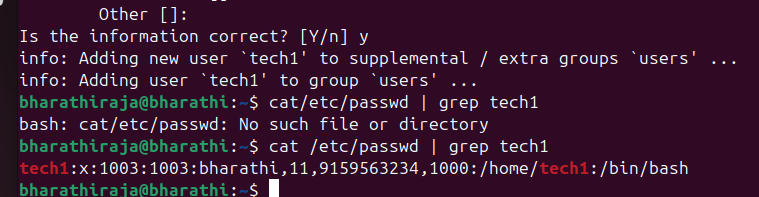 Other []:
Is the information correct? [Y/n] y
info: Adding new user `tech1' to supplemental / extra groups `users' ...
info: Adding user `tech1' to group `users' ...
bharathiraja@bharathi:~$ cat/etc/passwd | grep tech1
bash: cat/etc/passwd: No such file or directory
bharathiraja@bharathi:~$ cat /etc/passwd | grep tech1
tech1:x:1003:1003:bharathi,11,9159563234,1000:/home/tech1:/bin/bash
bharathiraja@bharathi:~$